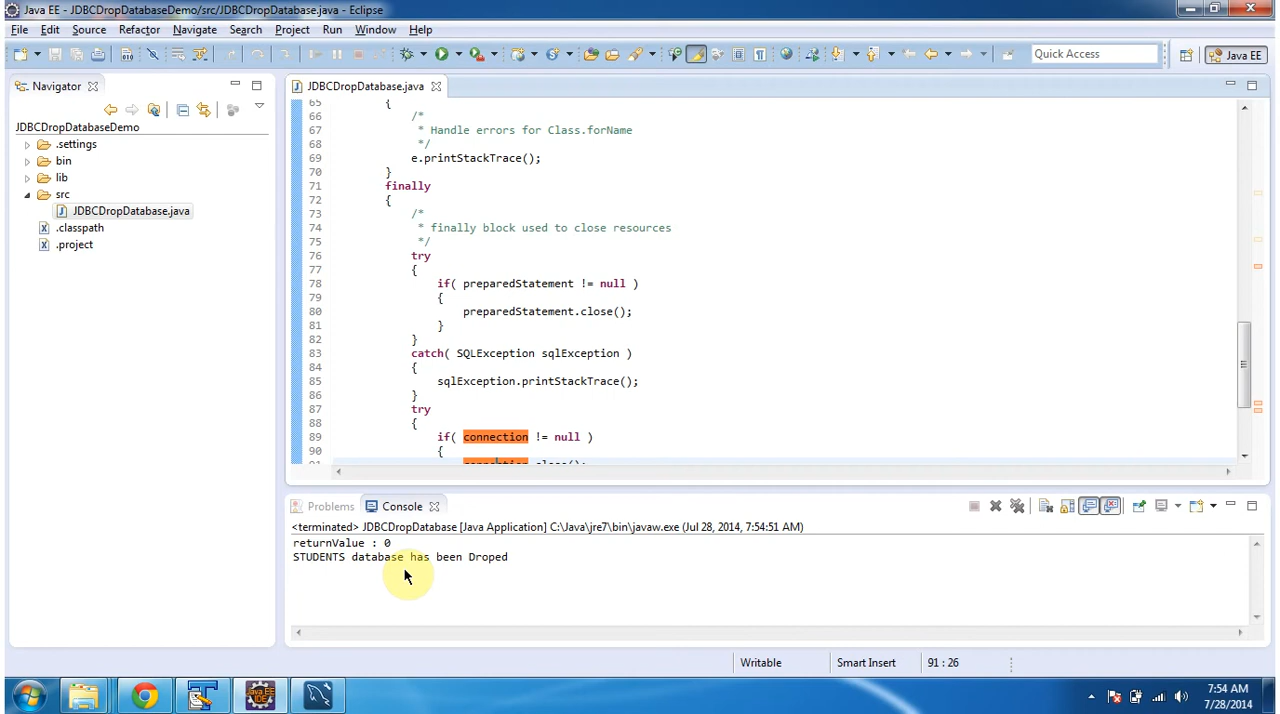 Java EE - JDBCDropDatabaseDemo/src/JDBCDropDatabase.java - Eclipse
File Edit Source Refactor Navigate Search Project Run Window Help
Quick Access
Java EE
Navigator
JDBCDropDatabaseDemo
.settings
bin
lib
src
JDBCDropDatabase.java
.classpath
.project
JDBCDropDatabase.java
65 {
66 /*
67 * Handle errors for Class.forName
68 */
69 e.printStackTrace();
70 }
71 finally
72 {
73 /*
74 * finally block used to close resources
75 */
76 try
77 {
78 if( preparedStatement != null )
79 {
80 preparedStatement.close();
81 }
82 }
83 catch( SQLException sqlException )
84 {
85 sqlException.printStackTrace();
86 }
87 try
88 {
89 if( connection != null )
90 {
91 connection.close();
Problems Console
<terminated> JDBCDropDatabase [Java Application] C:\Java\jre7\bin\javaw.exe (Jul 28, 2014, 7:54:51 AM)
returnValue : 0
STUDENTS database has been Droped
Writable Smart Insert 91 : 26
Java EE
IDE
7:54 AM
7/28/2014